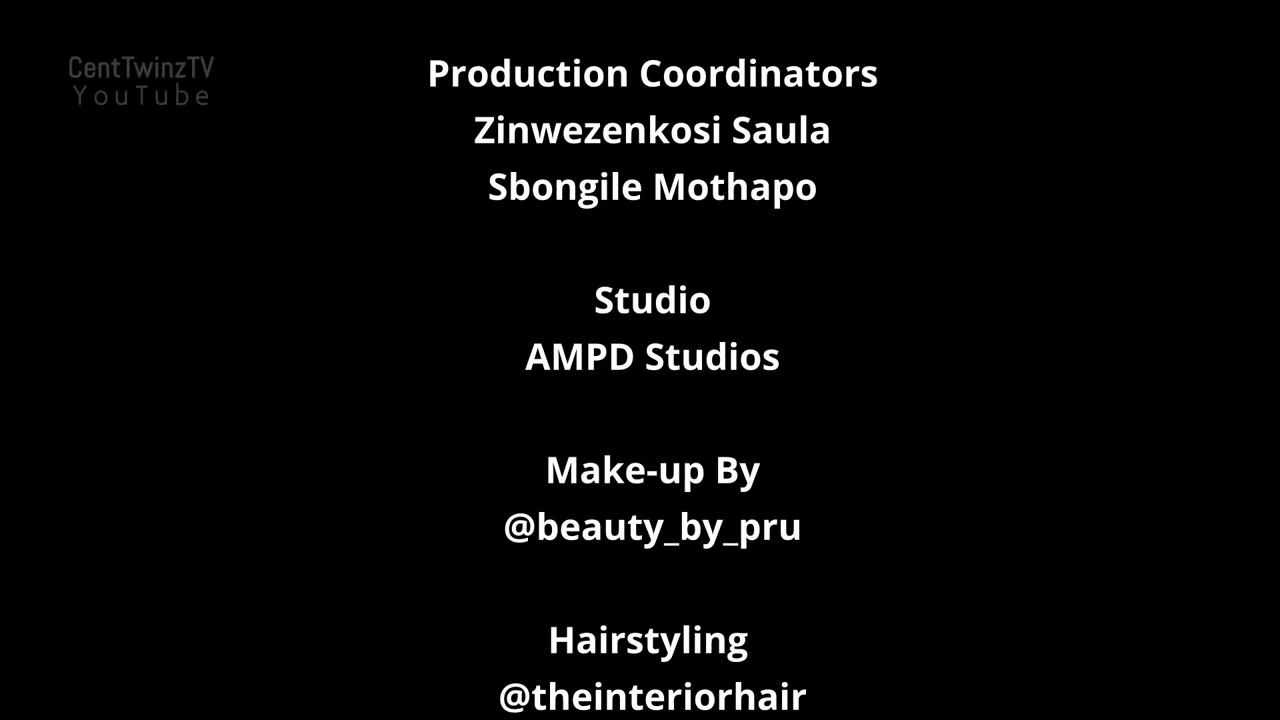 CentTwinzTV
YouTube
Production Coordinators
Zinwezenkosi Saula
Sbongile Mothapo
Studio
AMPD Studios
Make-up By
@beauty_by_pru
Hairstyling
@theinteriorhair